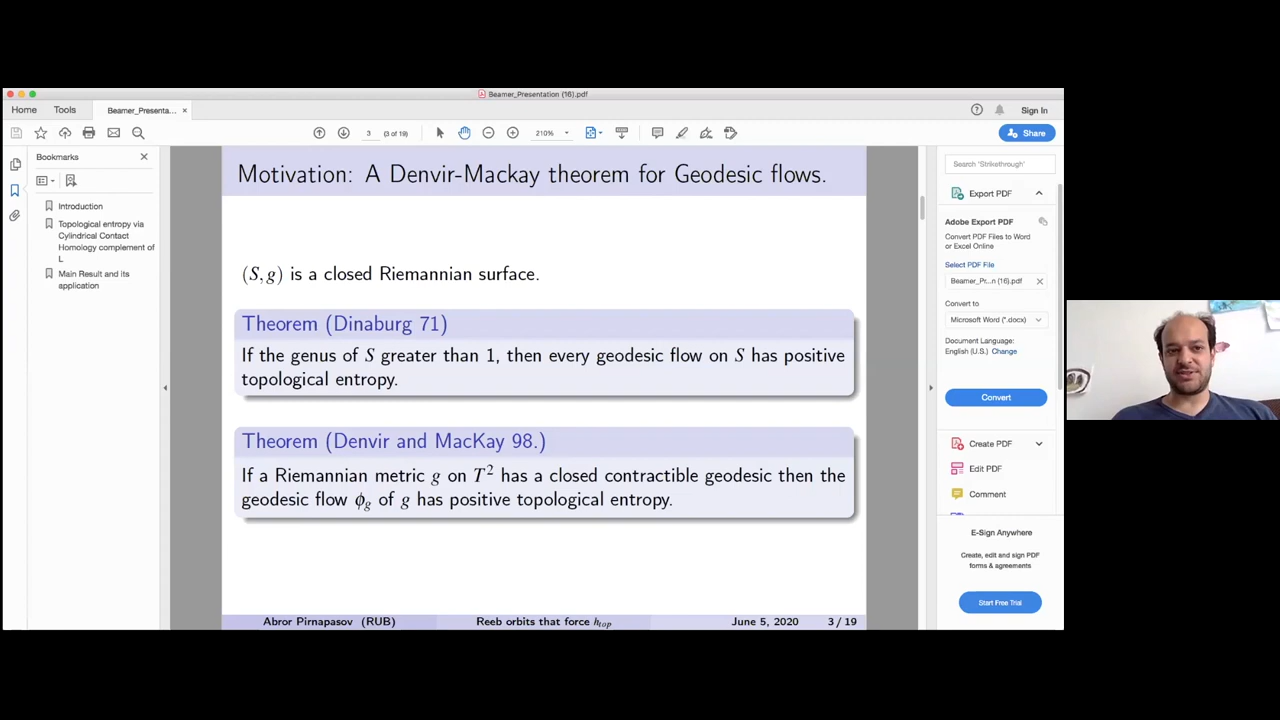 Beamer_Presentation (16).pdf
Home
Tools
Beamer_Presenta...
Sign In
3
(3 of 19)
210%
Share
Bookmarks
Introduction
Topological entropy via
Cylindrical Contact
Homology complement of
L
Main Result and its
application
Motivation: A Denvir-Mackay theorem for Geodesic flows.
(S, g) is a closed Riemannian surface.
Theorem (Dinaburg 71)
If the genus of S greater than 1, then every geodesic flow on S has positive
topological entropy.
Theorem (Denvir and MacKay 98.)
If a Riemannian metric g on T² has a closed contractible geodesic then the
geodesic flow ϕ_g of g has positive topological entropy.
Abror Pirnapasov (RUB)
Reeb orbits that force h_top
June 5, 2020
3 / 19
Search "Strikethrough"
Export PDF
Adobe Export PDF
Convert PDF Files to Word
or Excel Online
Select PDF File
Beamer_Pr...n (16).pdf
Convert to
Microsoft Word (*.docx)
Document Language:
English (U.S.) Change
Convert
Create PDF
Edit PDF
Comment
E-Sign Anywhere
Create, edit and sign PDF
forms & agreements
Start Free Trial